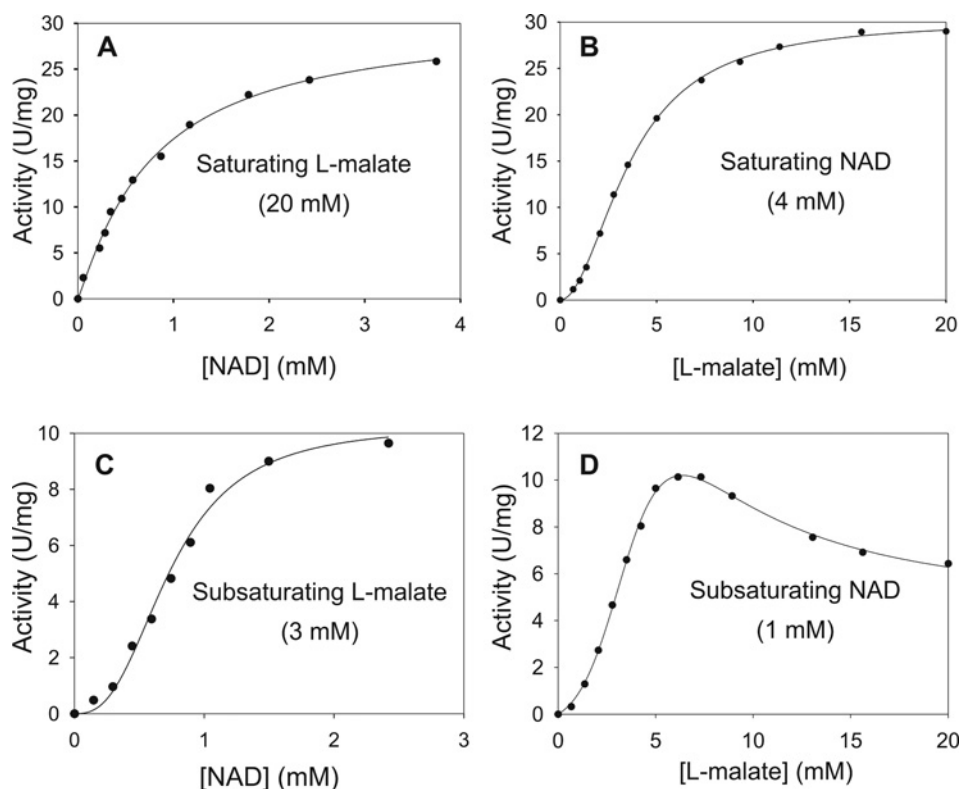 A
Activity (U/mg)
30
25
20
15
10
5
0
Saturating L-malate
(20 mM)
0 1 2 3 4
[NAD] (mM)
B
Activity (U/mg)
30
25
20
15
10
5
0
Saturating NAD
(4 mM)
0 5 10 15 20
[L-malate] (mM)
C
Activity (U/mg)
10
8
6
4
2
0
Subsaturating L-malate
(3 mM)
0 1 2 3
[NAD] (mM)
D
Activity (U/mg)
12
10
8
6
4
2
0
Subsaturating NAD
(1 mM)
0 5 10 15 20
[L-malate] (mM)